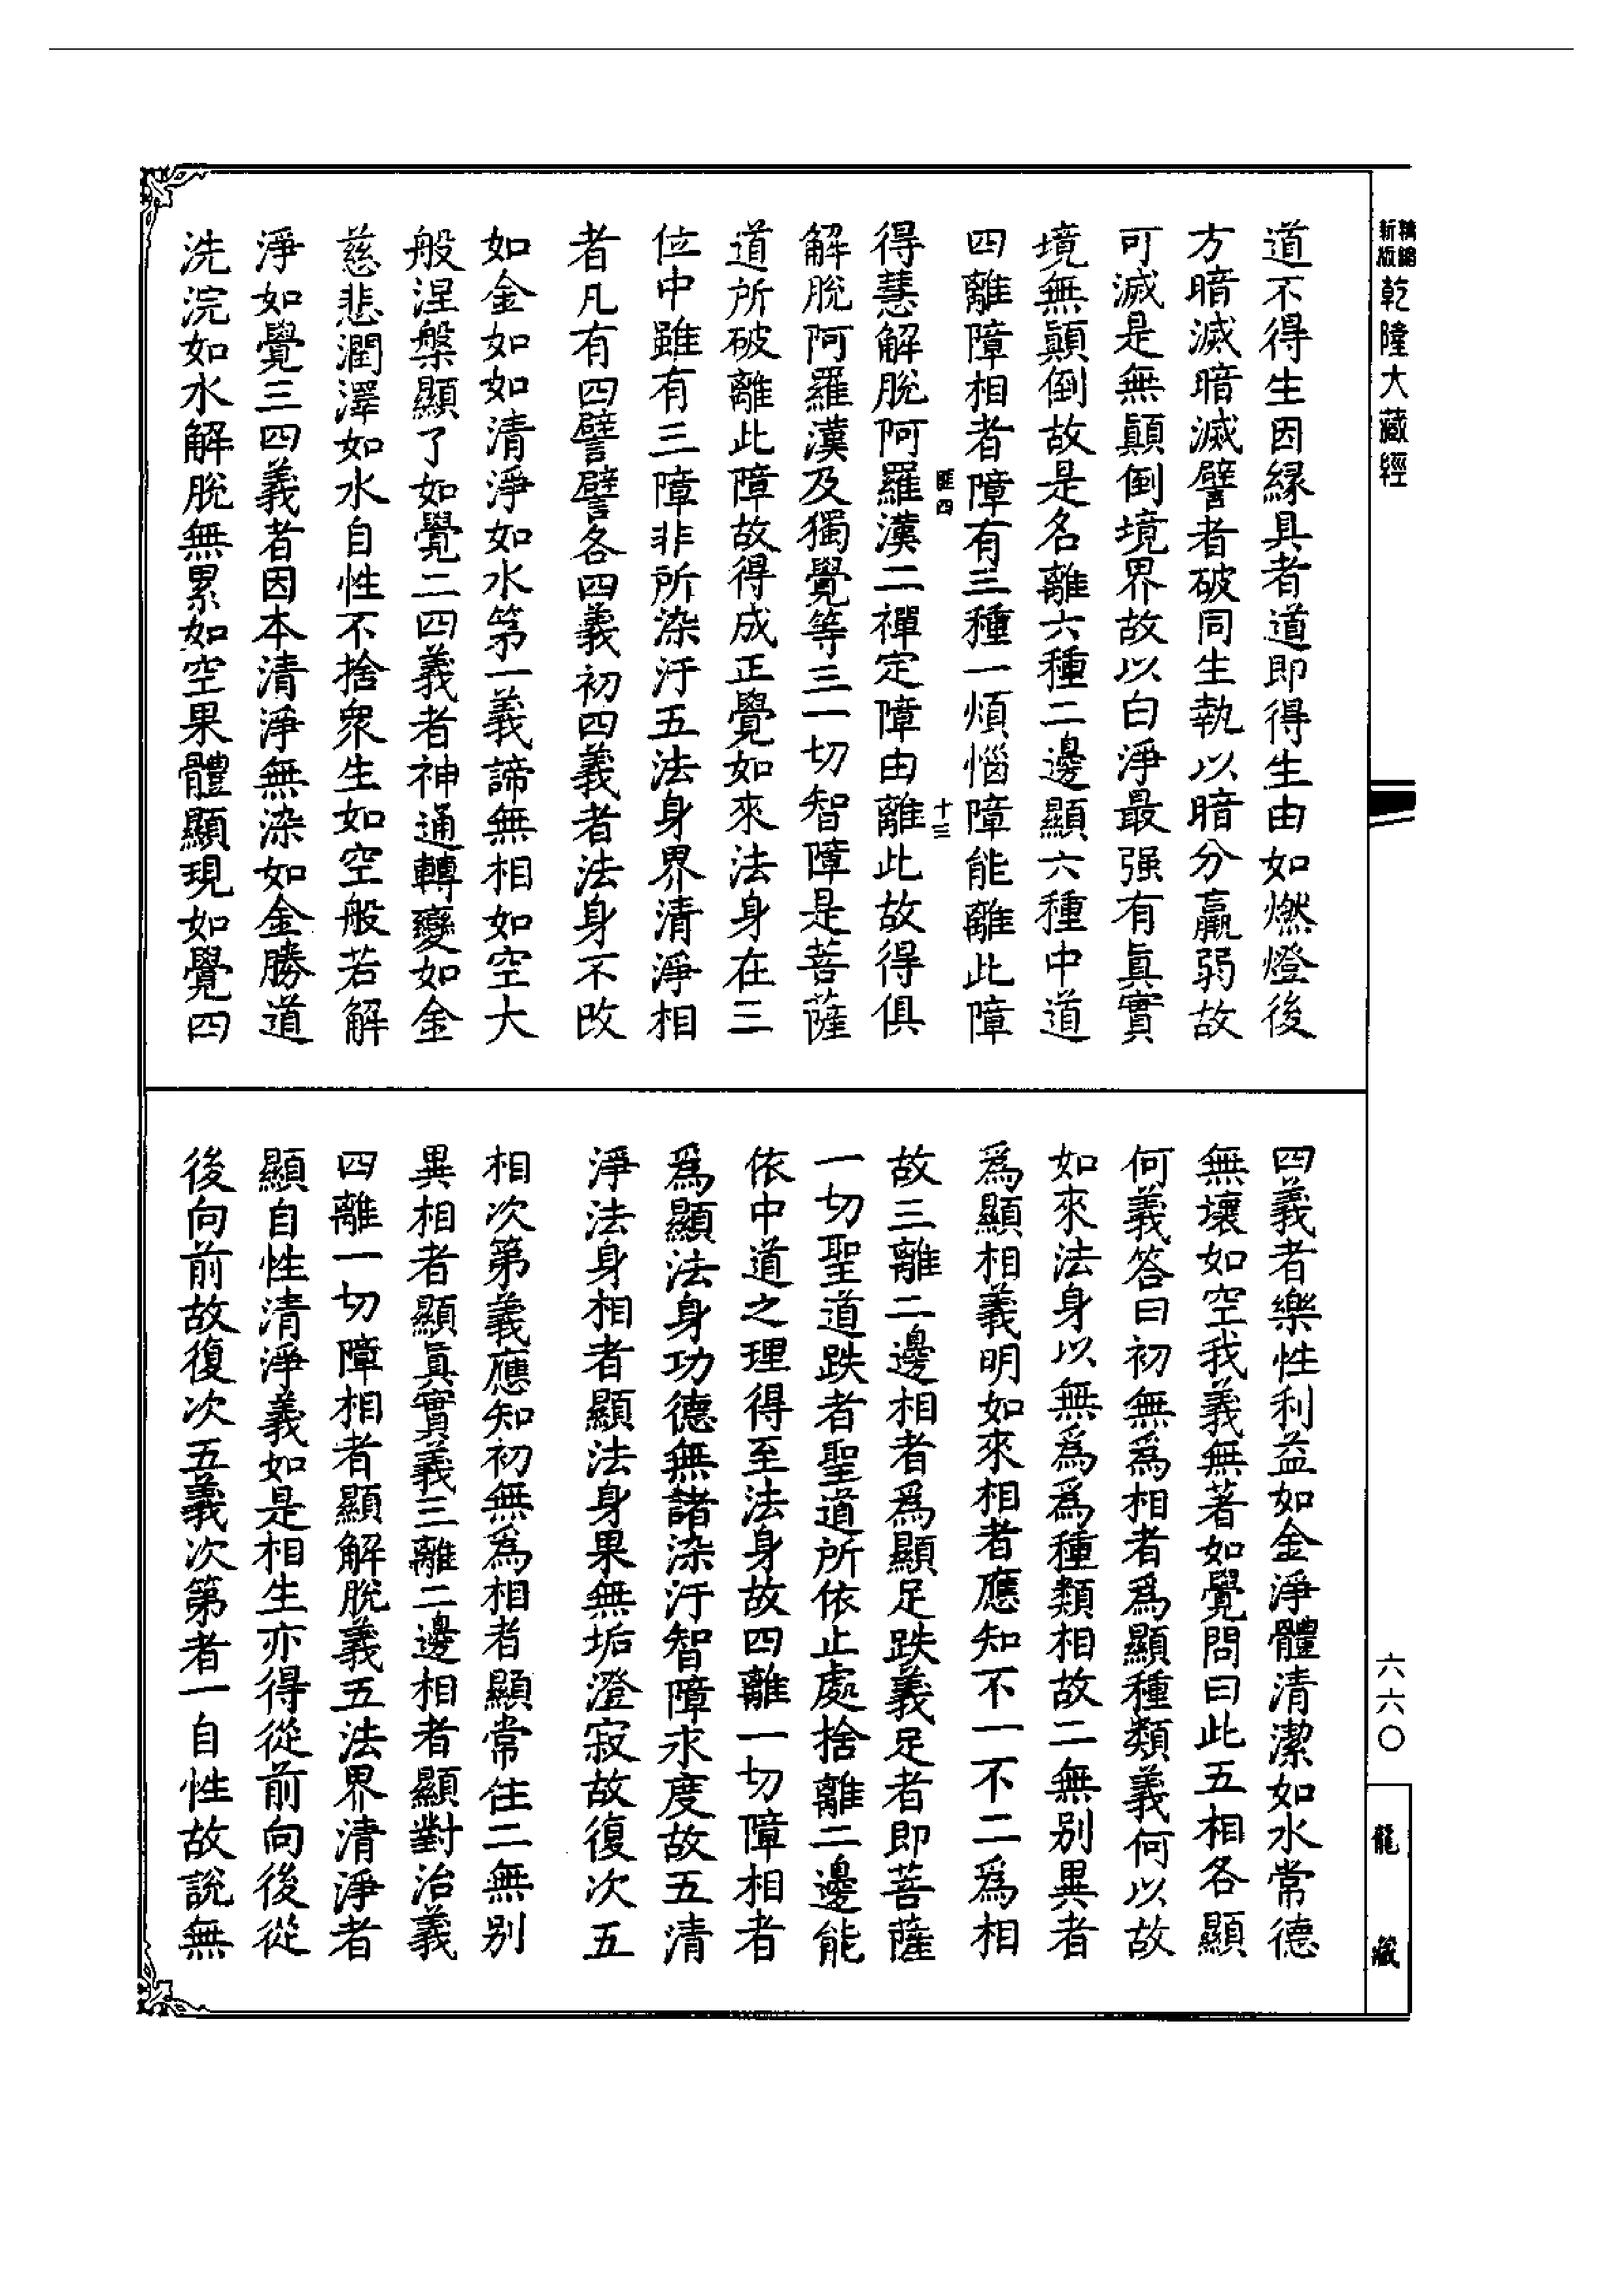 精縮新版乾隆大藏經
六六〇
龍藏
道不得生因緣具者道即得生由如燃燈後
方暗滅暗滅譬者破同生執以暗分羸弱故
可滅是無顛倒境界故以白淨最强有眞實
境無顛倒故是名離六種二邊顯六種中道
四離障相者障有三種一煩惱障能離此障
匪四 十三
得慧解脫阿羅漢二禪定障由離此故得俱
解脫阿羅漢及獨覺等三一切智障是菩薩
道所破離此障故得成正覺如來法身在三
位中雖有三障非所染汙五法身界清淨相
者凡有四譬譬各四義初四義者法身不改
如金如如清淨如水第一義諦無相如空大
般涅槃顯了如覺二四義者神通轉變如金
慈悲潤澤如水自性不捨衆生如空般若解
淨如覺三四義者因本清淨無染如金勝道
洗浣如水解脫無累如空果體顯現如覺四
四義者樂性利益如金淨體清潔如水常德
無壞如空我義無著如覺問曰此五相各顯
何義答曰初無爲相者爲顯種類義何以故
如來法身以無爲爲種類相故二無別異者
爲顯相義明如來相者應知不一不二爲相
故三離二邊相者爲顯足跌義足者即菩薩
一切聖道跌者聖道所依止處捨離二邊能
依中道之理得至法身故四離一切障相者
爲顯法身功德無諸染汙智障永度故五清
淨法身相者顯法身果無垢澄寂故復次五
相次第義應知初無爲相者顯常住二無別
異相者顯眞實義三離二邊相者顯對治義
四離一切障相者顯解脫義五法界清淨者
顯自性清淨義如是相生亦得從前向後從
後向前故復次五義次第者一自性故說無